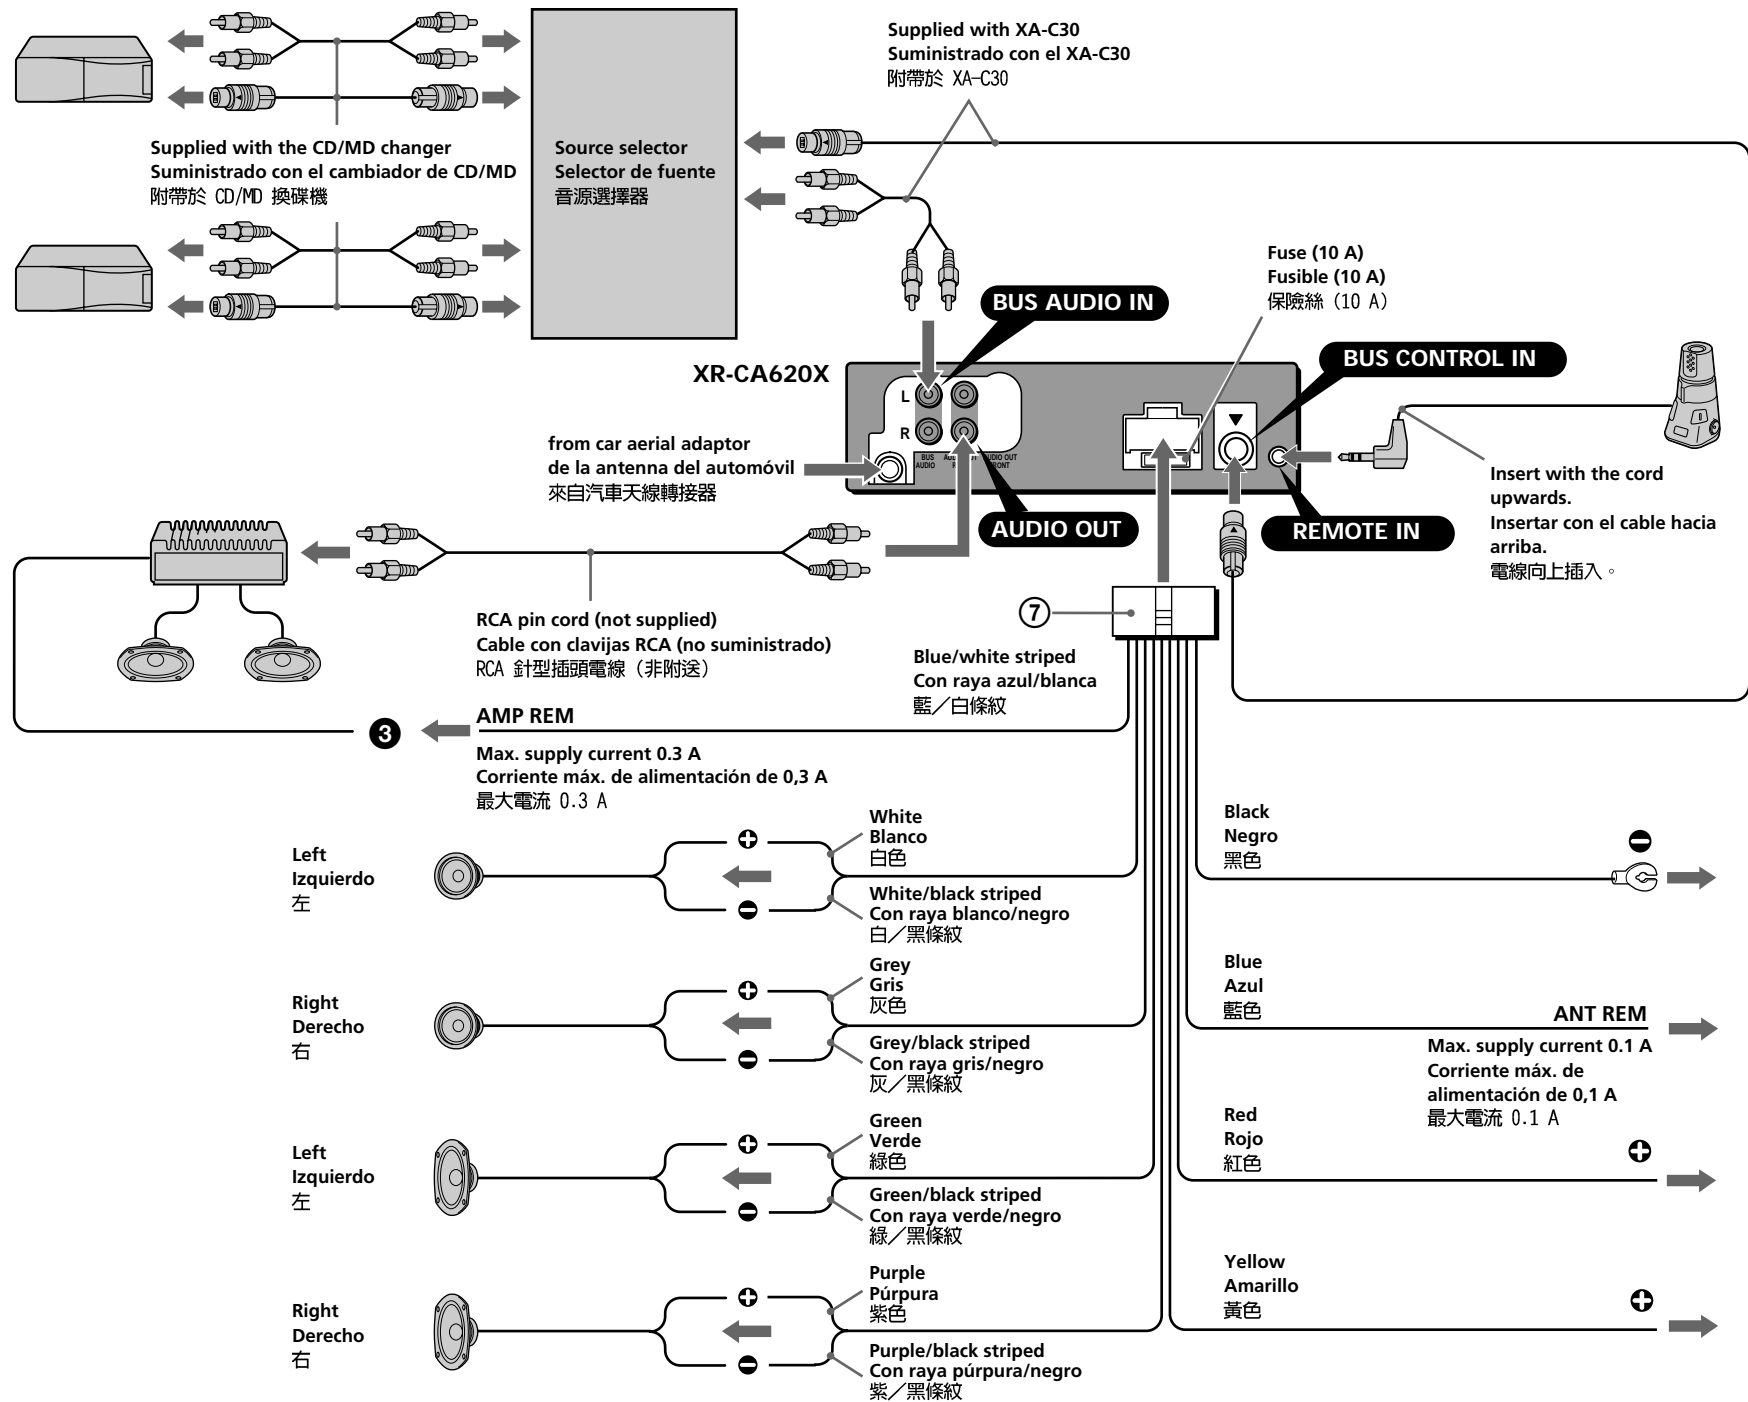 Supplied with XA-C30
Suministrado con el XA-C30
附帶於 XA-C30
Supplied with the CD/MD changer
Suministrado con el cambiador de CD/MD
附帶於 CD/MD 換碟機
Source selector
Selector de fuente
音源選擇器
Fuse (10 A)
Fusible (10 A)
保險絲 (10 A)
BUS AUDIO IN
BUS CONTROL IN
XR-CA620X
L
R
BUS
AUDIO
from car aerial adaptor
de la antenna del automóvil
來自汽車天線轉接器
AUDIO OUT
REMOTE IN
Insert with the cord
upwards.
Insertar con el cable hacia
arriba.
電線向上插入。
RCA pin cord (not supplied)
Cable con clavijas RCA (no suministrado)
RCA 針型插頭電線 (非附送)
7
Blue/white striped
Con raya azul/blanca
藍／白條紋
3
AMP REM
Max. supply current 0.3 A
Corriente máx. de alimentación de 0,3 A
最大電流 0.3 A
Left
Izquierdo
左
White
Blanco
白色
White/black striped
Con raya blanco/negro
白／黑條紋
Black
Negro
黑色
Right
Derecho
右
Grey
Gris
灰色
Grey/black striped
Con raya gris/negro
灰／黑條紋
Blue
Azul
藍色
ANT REM
Max. supply current 0.1 A
Corriente máx. de
alimentación de 0,1 A
最大電流 0.1 A
Left
Izquierdo
左
Green
Verde
綠色
Green/black striped
Con raya verde/negro
綠／黑條紋
Red
Rojo
紅色
Right
Derecho
右
Purple
Púrpura
紫色
Purple/black striped
Con raya púrpura/negro
紫／黑條紋
Yellow
Amarillo
黃色